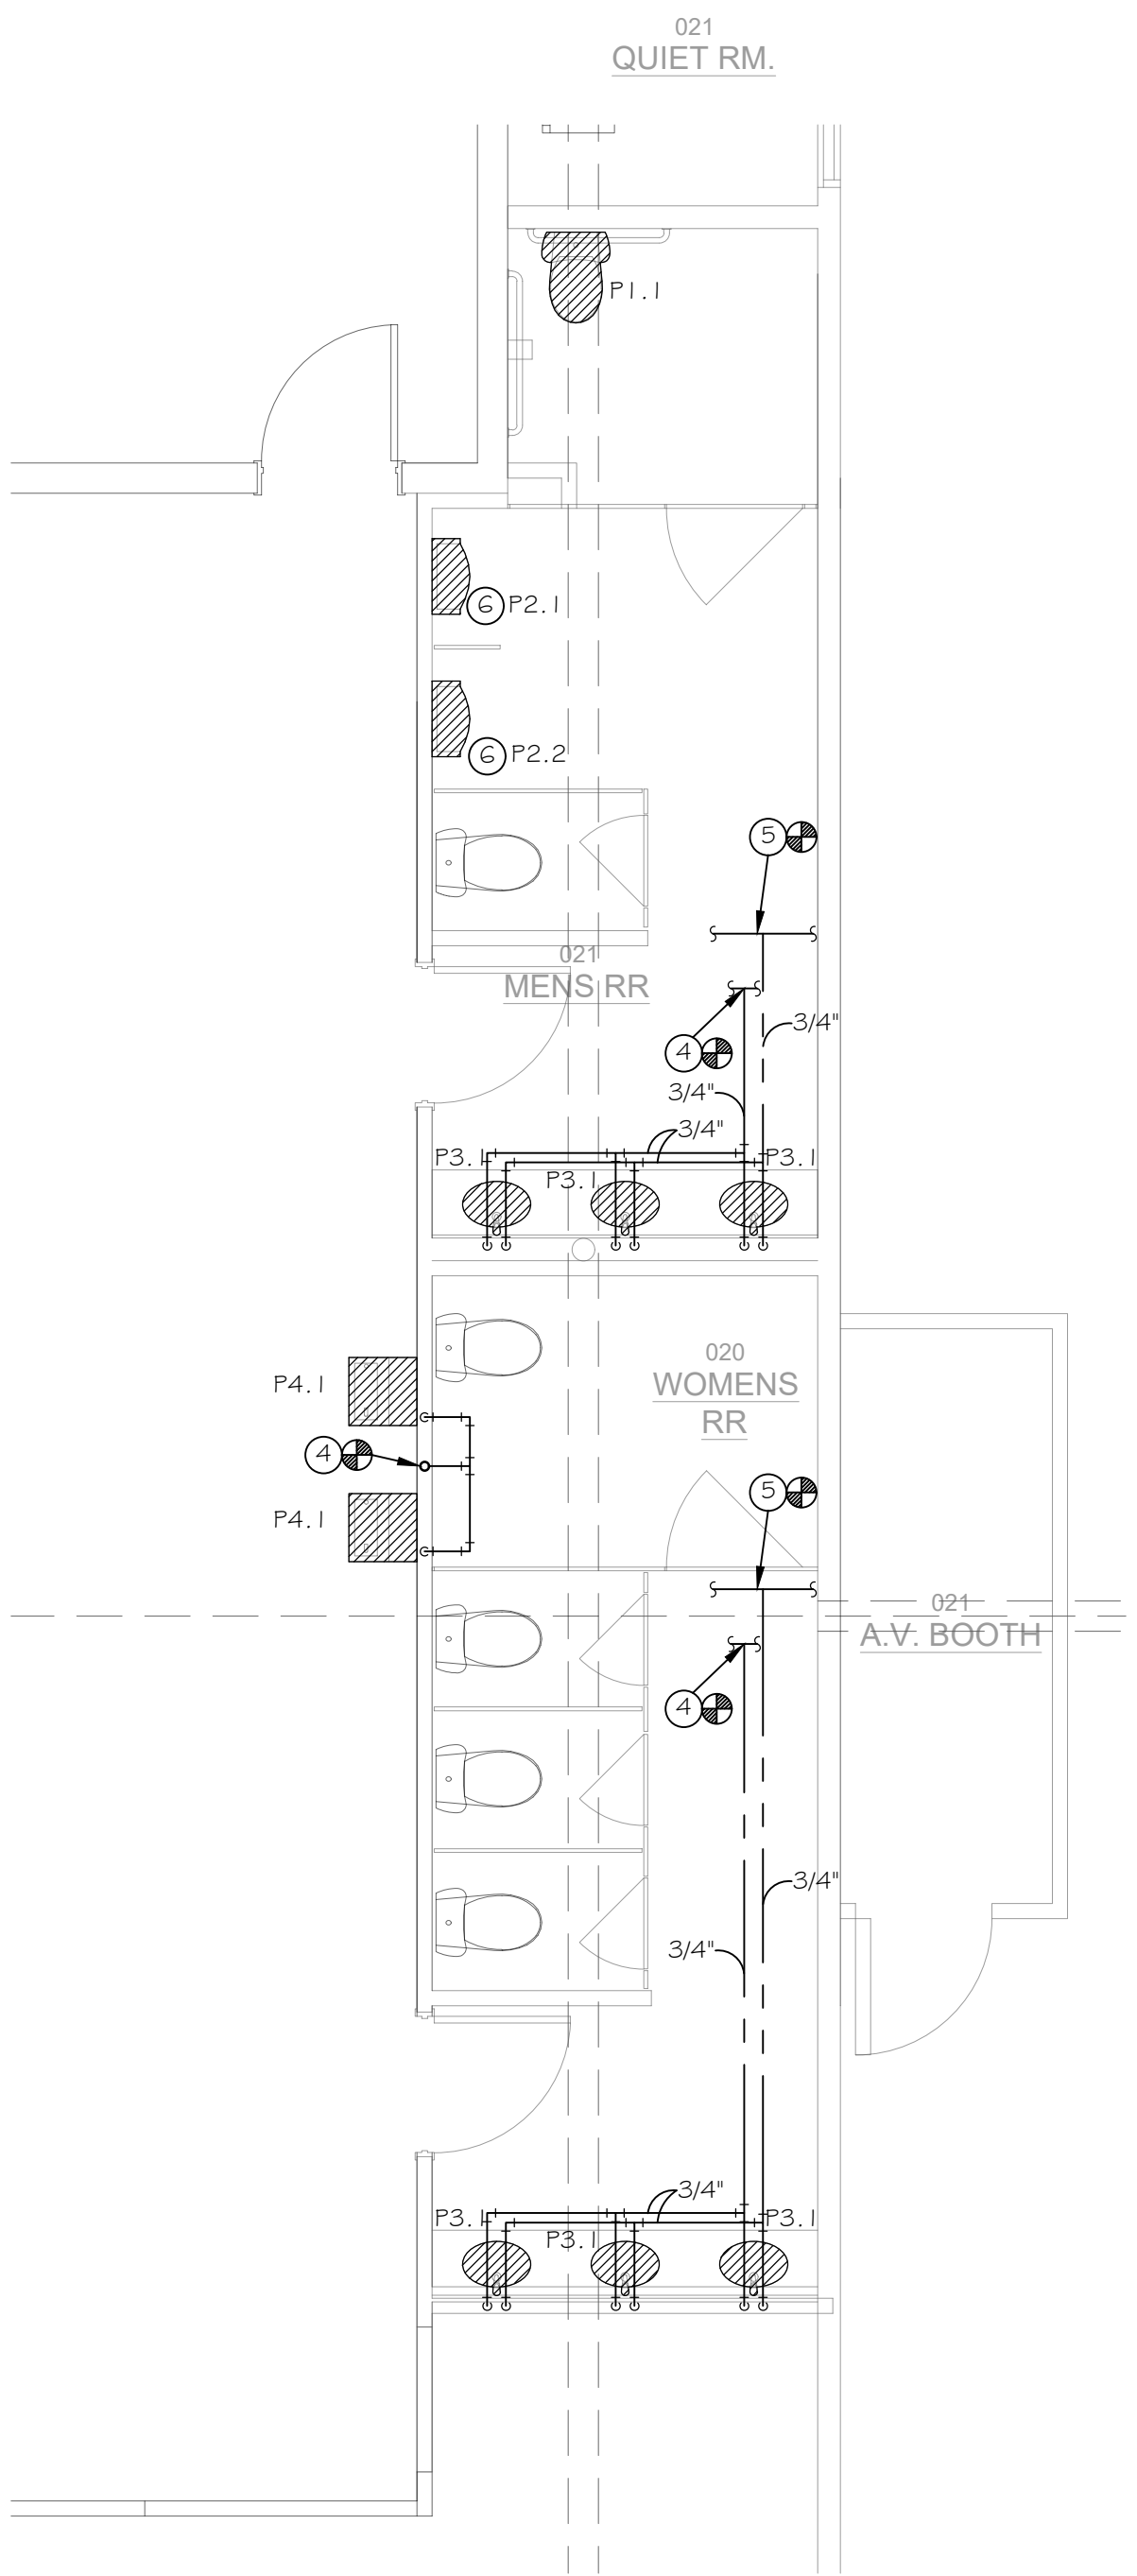 021
QUIET RM.
P1.1
6 P2.1
6 P2.2
5
021
MENS RR
3/4"
4
3/4"
3/4"
P3.1
P3.1
P3.1
020
WOMENS
RR
P4.1
4
5
P4.1
021
A.V. BOOTH
4
3/4"
3/4"
3/4"
P3.1
P3.1
P3.1